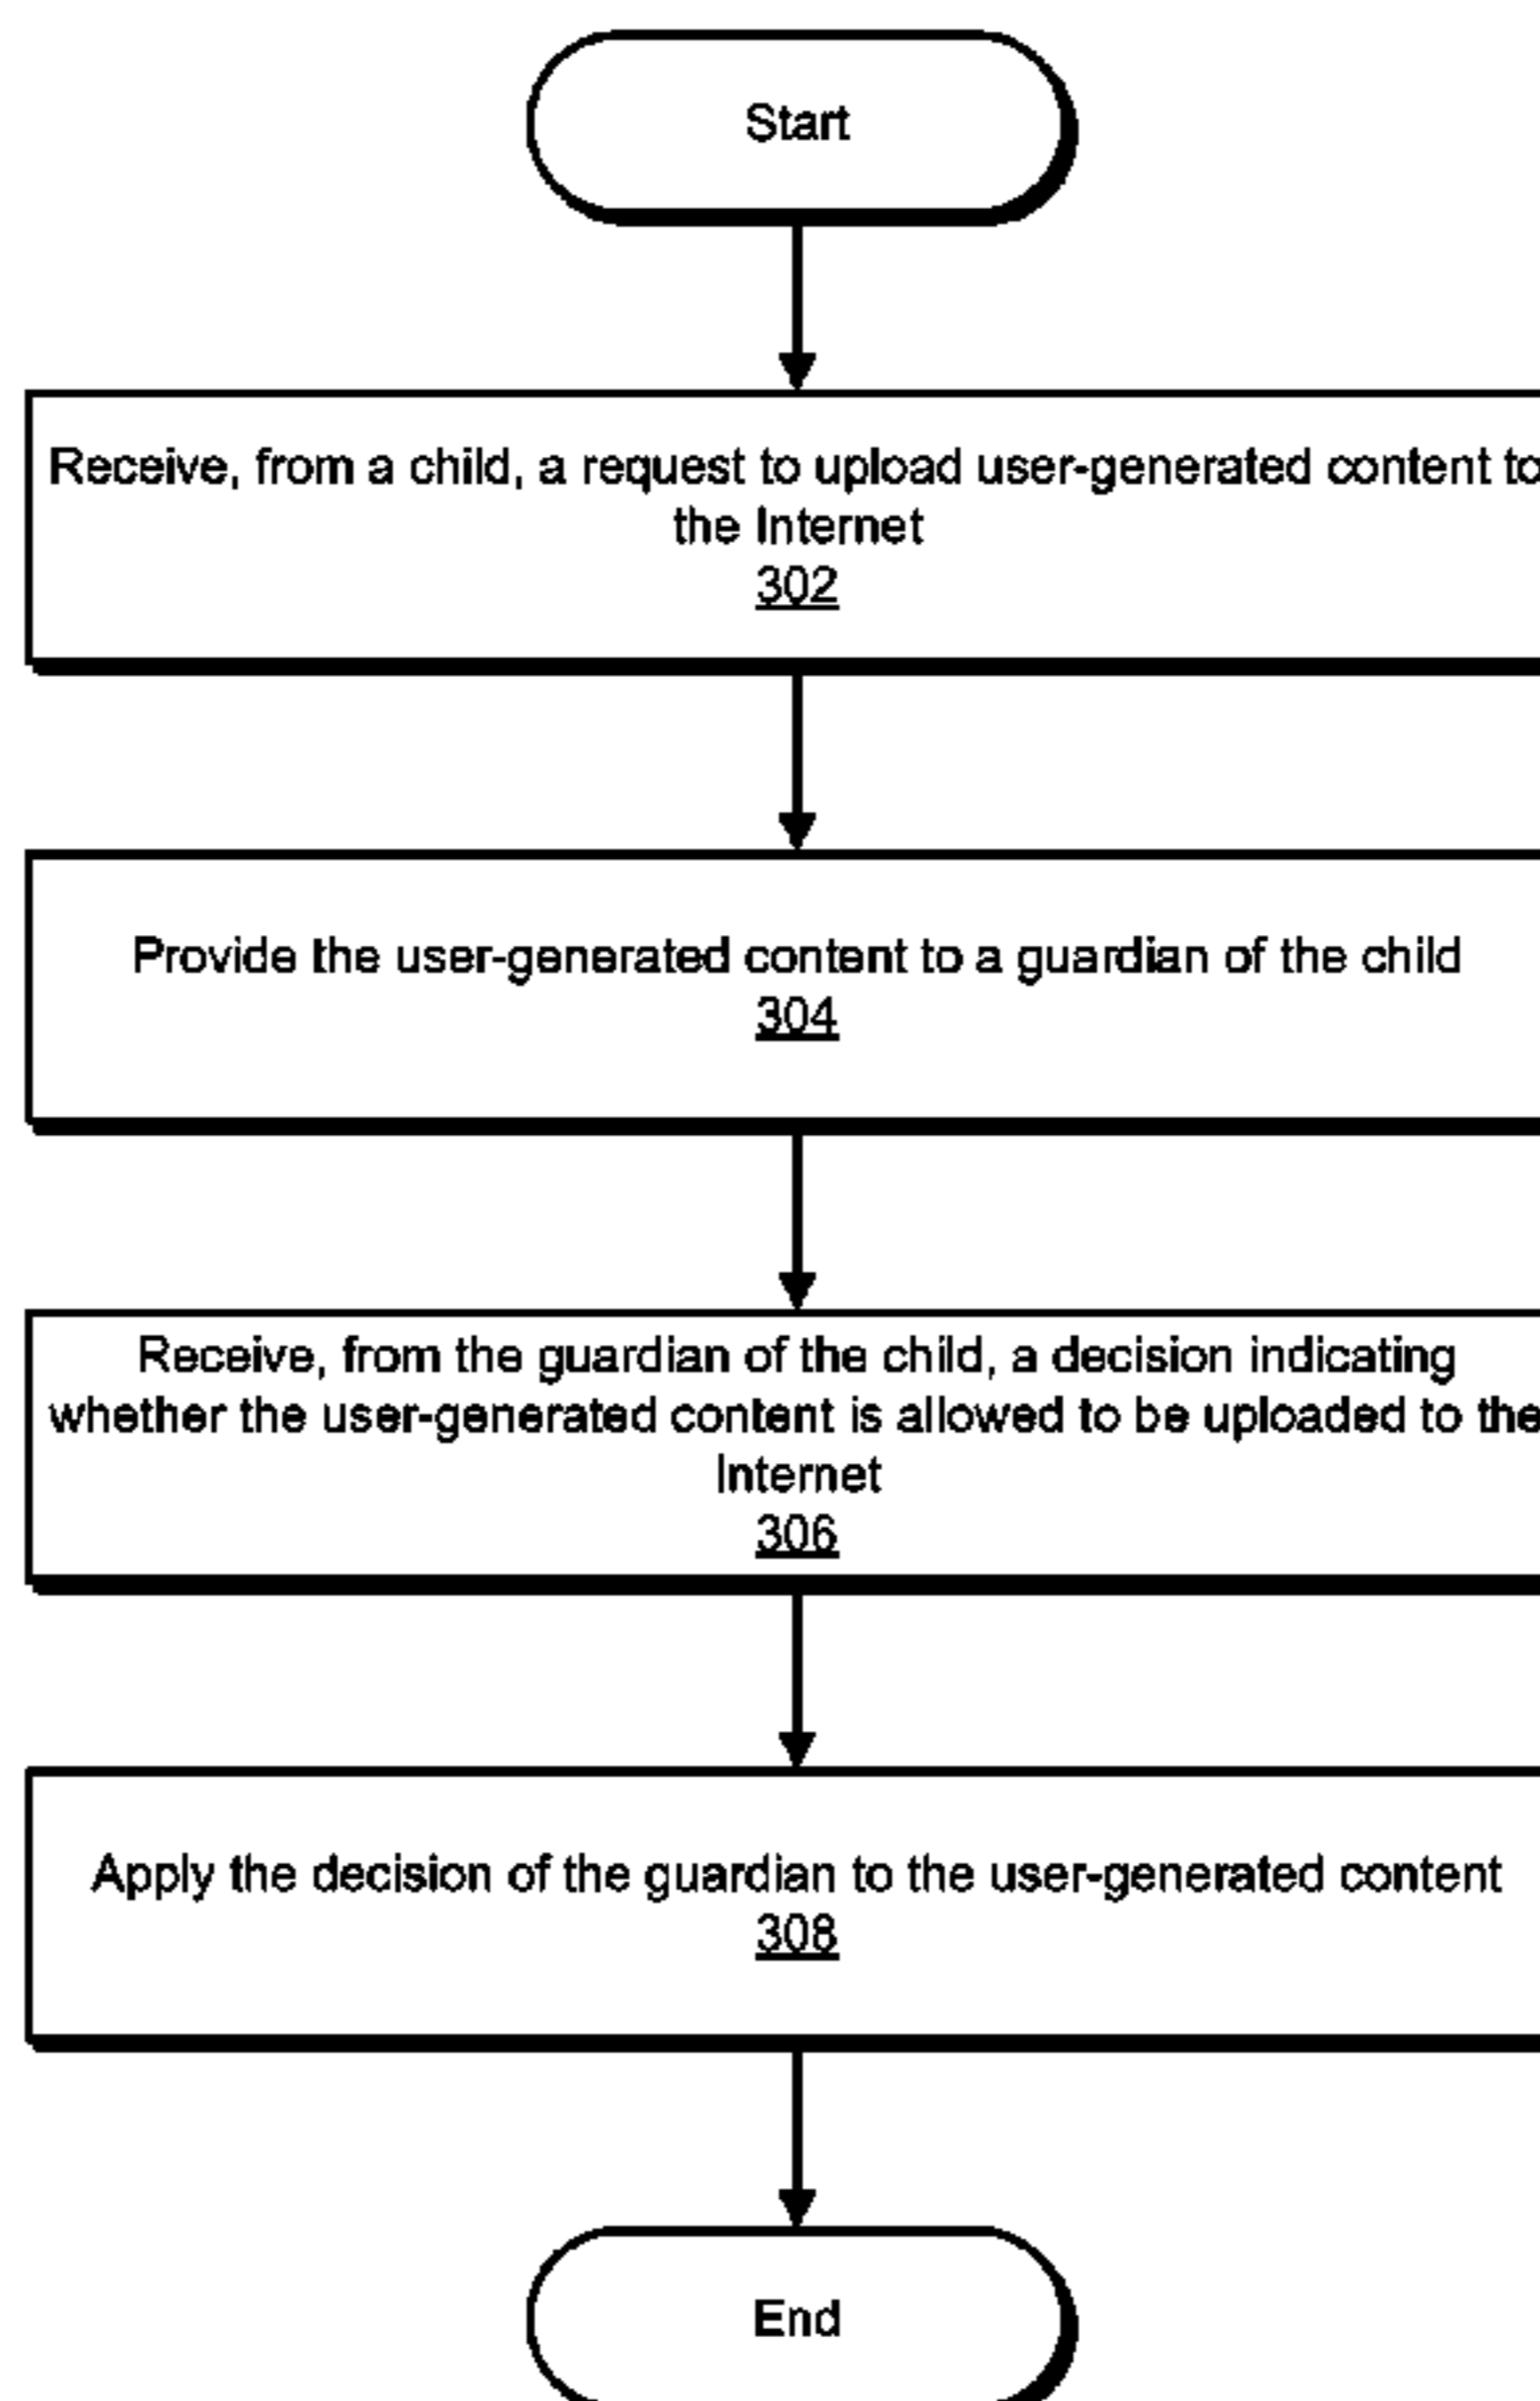 Start
Receive, from a child, a request to upload user-generated content to
the Internet
302
Provide the user-generated content to a guardian of the child
304
Receive, from the guardian of the child, a decision indicating
whether the user-generated content is allowed to be uploaded to the
Internet
306
Apply the decision of the guardian to the user-generated content
308
End